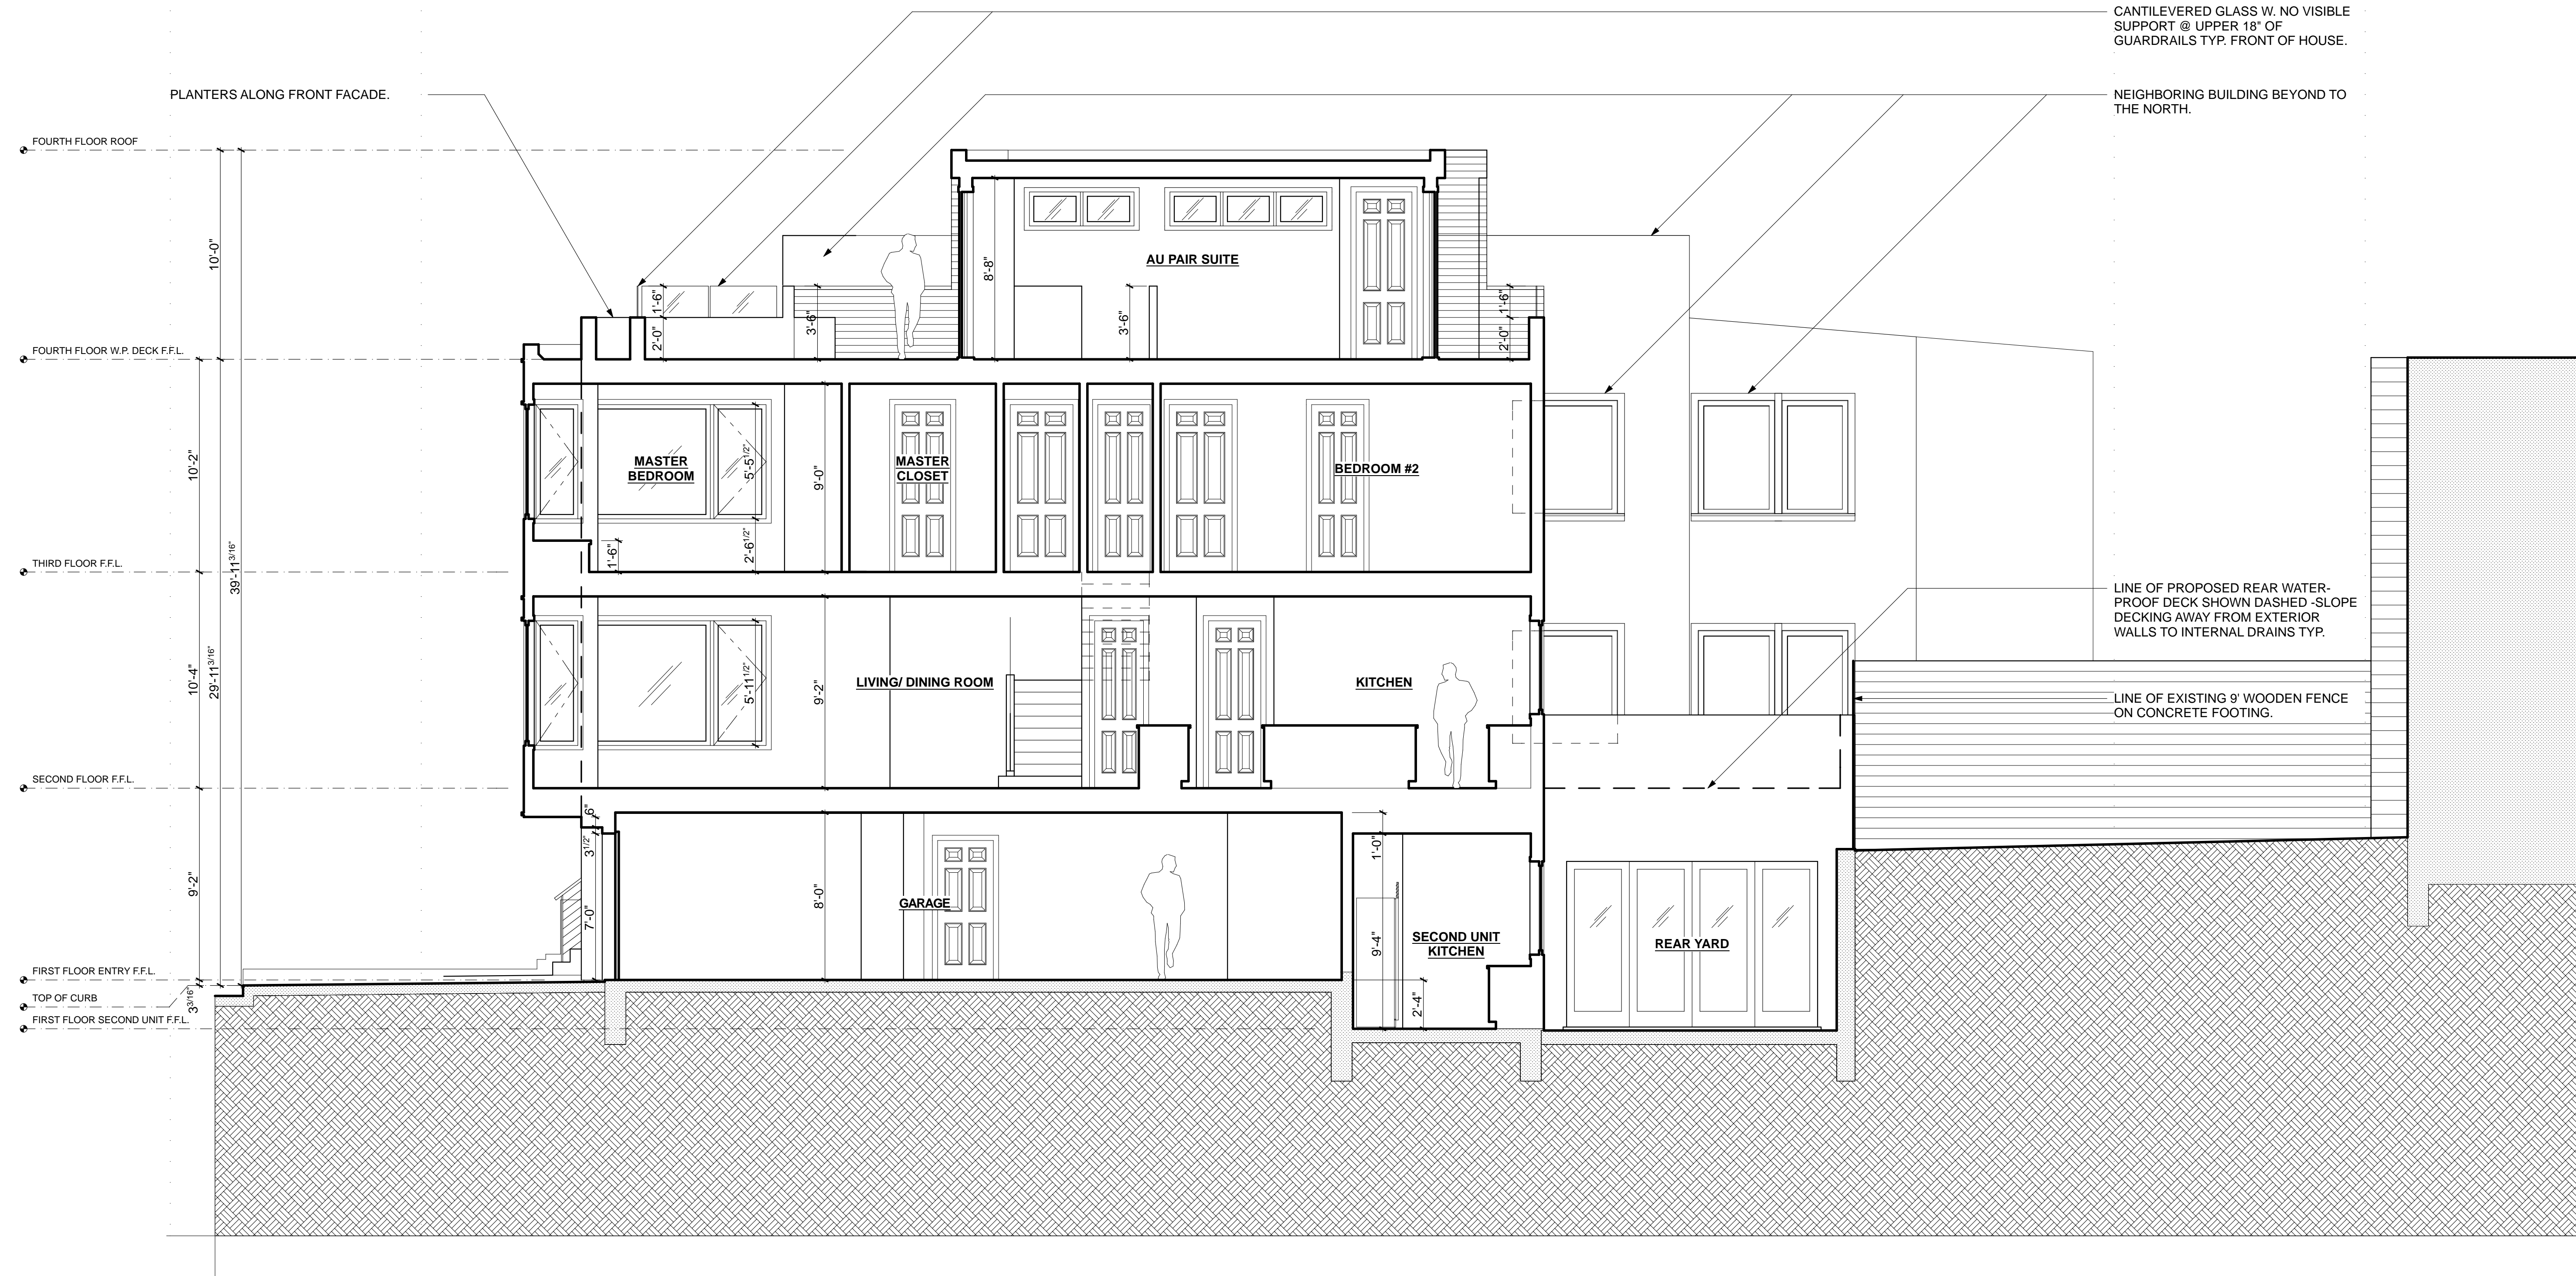 CANTILEVERED GLASS W. NO VISIBLE
SUPPORT @ UPPER 18" OF
GUARDRAILS TYP. FRONT OF HOUSE.
PLANTERS ALONG FRONT FACADE.
NEIGHBORING BUILDING BEYOND TO
THE NORTH.
FOURTH FLOOR ROOF
10'-0"
8'-8"
AU PAIR SUITE
1'-6"
2'-0"
3'-6"
3'-6"
1'-6"
2'-0"
FOURTH FLOOR W.P. DECK F.F.L.
10'-2"
39'-11 3/16"
MASTER
BEDROOM
5'-5 1/2"
9'-0"
MASTER
CLOSET
BEDROOM #2
1'-6"
2'-6 1/2"
THIRD FLOOR F.F.L.
LINE OF PROPOSED REAR WATER-
PROOF DECK SHOWN DASHED -SLOPE
DECKING AWAY FROM EXTERIOR
WALLS TO INTERNAL DRAINS TYP.
10'-4"
29'-11 3/16"
5'-11 1/2"
9'-2"
LIVING/ DINING ROOM
KITCHEN
LINE OF EXISTING 9' WOODEN FENCE
ON CONCRETE FOOTING.
SECOND FLOOR F.F.L.
9'-2"
6"
3 1/2"
7'-0"
8'-0"
GARAGE
1'-0"
9'-4"
2'-4"
SECOND UNIT
KITCHEN
REAR YARD
FIRST FLOOR ENTRY F.F.L.
TOP OF CURB
3 3/16"
FIRST FLOOR SECOND UNIT F.F.L.